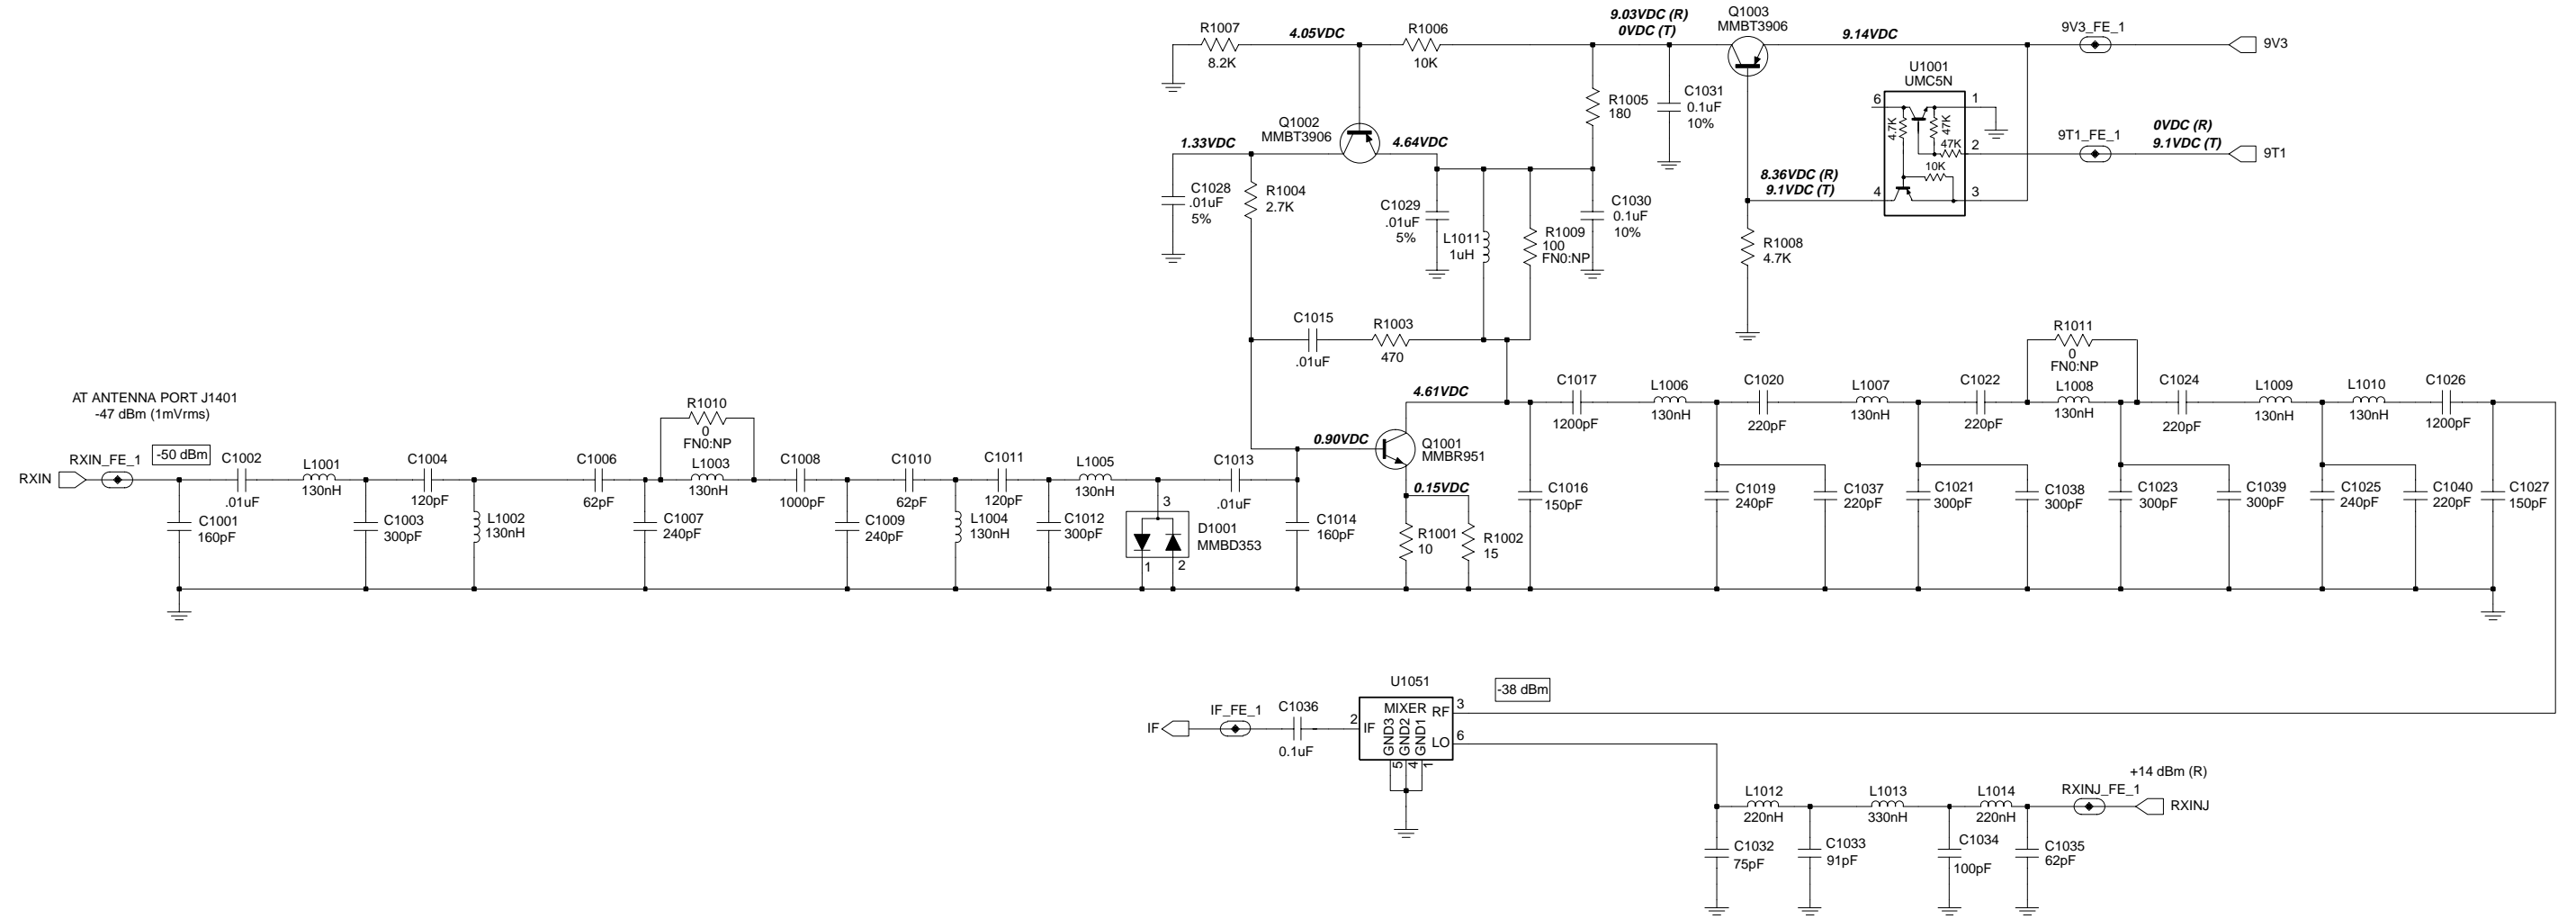 R1007
8.2K
4.05VDC
R1006
10K
9.03VDC (R)
0VDC (T)
Q1003
MMBT3906
9.14VDC
9V3_FE_1
9V3
U1001
UMC5N
6
1
4.7K
47K
47K
2
10K
4
3
R1005
180
C1031
0.1uF
10%
Q1002
MMBT3906
1.33VDC
4.64VDC
9T1_FE_1
0VDC (R)
9.1VDC (T)
9T1
8.36VDC (R)
9.1VDC (T)
C1028
.01uF
5%
R1004
2.7K
C1029
.01uF
5%
L1011
1uH
R1009
100
FN0:NP
C1030
0.1uF
10%
R1008
4.7K
C1015
.01uF
R1003
470
R1011
0
FN0:NP
AT ANTENNA PORT J1401
-47 dBm (1mVrms)
RXIN
RXIN_FE_1
-50 dBm
C1002
.01uF
L1001
130nH
C1004
120pF
C1006
62pF
R1010
0
FN0:NP
L1003
130nH
C1008
1000pF
C1010
62pF
C1011
120pF
L1005
130nH
C1013
.01uF
0.90VDC
4.61VDC
Q1001
MMBR951
0.15VDC
C1017
1200pF
L1006
130nH
C1020
220pF
L1007
130nH
C1022
220pF
L1008
130nH
C1024
220pF
L1009
130nH
L1010
130nH
C1026
1200pF
C1001
160pF
C1003
300pF
L1002
130nH
C1007
240pF
C1009
240pF
L1004
130nH
C1012
300pF
3
D1001
MMBD353
1
2
C1014
160pF
R1001
10
R1002
15
C1016
150pF
C1019
240pF
C1037
220pF
C1021
300pF
C1038
300pF
C1023
300pF
C1039
300pF
C1025
240pF
C1040
220pF
C1027
150pF
U1051
-38 dBm
IF
IF_FE_1
C1036
0.1uF
2
IF
MIXER
GND3
GND2
GND1
RF
LO
3
6
5
4
1
+14 dBm (R)
L1012
220nH
L1013
330nH
L1014
220nH
RXINJ_FE_1
RXINJ
C1032
75pF
C1033
91pF
C1034
100pF
C1035
62pF